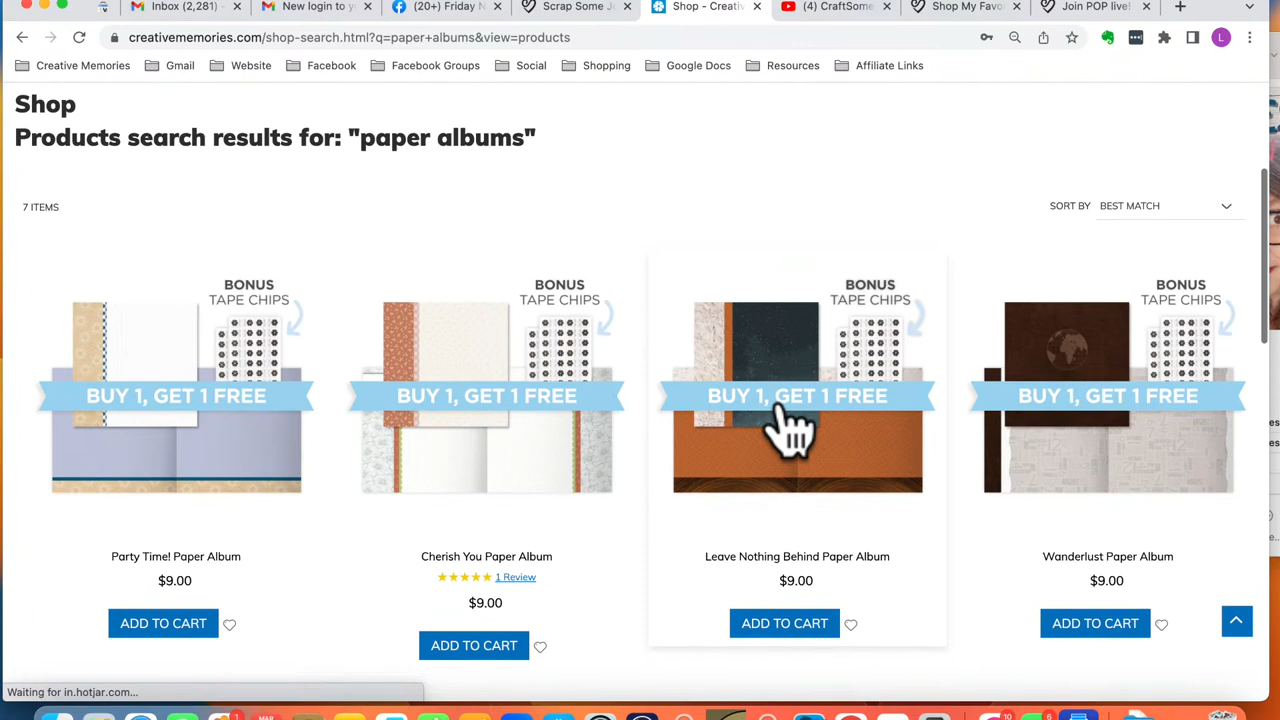 Inbox (2,281)
New login to y
(20+) Friday N
Scrap Some J
Shop - Creativ
(4) CraftSome
Shop My Favo
Join POP live!
creativememories.com/shop-search.html?q=paper+albums&view=products
L
Creative Memories
Gmail
Website
Facebook
Facebook Groups
Social
Shopping
Google Docs
Resources
Affiliate Links
Shop
Products search results for: "paper albums"
7 ITEMS
SORT BY BEST MATCH
BONUS
TAPE CHIPS
BUY 1, GET 1 FREE
Party Time! Paper Album
$9.00
ADD TO CART
BONUS
TAPE CHIPS
BUY 1, GET 1 FREE
Cherish You Paper Album
1 Review
$9.00
ADD TO CART
BONUS
TAPE CHIPS
BUY 1, GET 1 FREE
Leave Nothing Behind Paper Album
$9.00
ADD TO CART
BONUS
TAPE CHIPS
BUY 1, GET 1 FREE
Wanderlust Paper Album
$9.00
ADD TO CART
Waiting for in.hotjar.com...
1
MAR
10
6